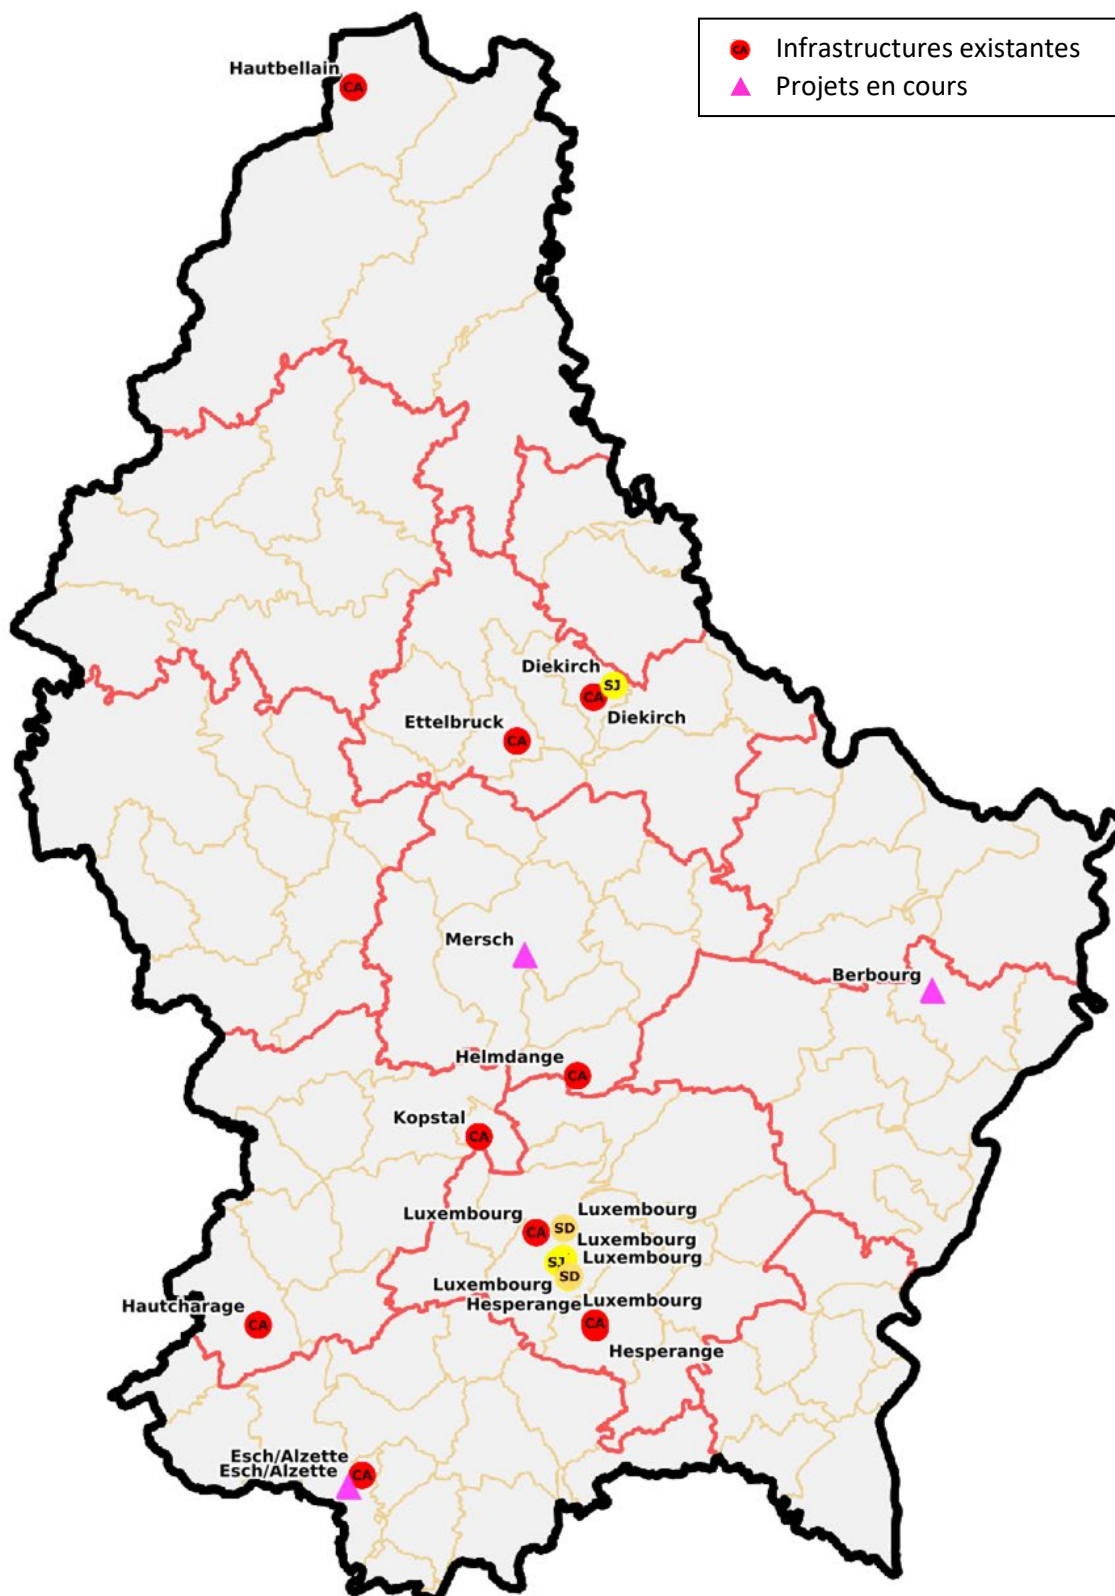 CA Infrastructures existantes
Projets en cours
Hautbellain
CA
Diekirch
SJ
CA
Diekirch
Ettelbruck
CA
Mersch
Berbourg
Helmdange
CA
Kopstal
CA
Luxembourg
CA
SD
Luxembourg
Luxembourg
SJ
Luxembourg
SD
Luxembourg
Hesperange
Luxembourg
CA
Hesperange
Hautcharage
CA
Esch/Alzette
Esch/Alzette
CA